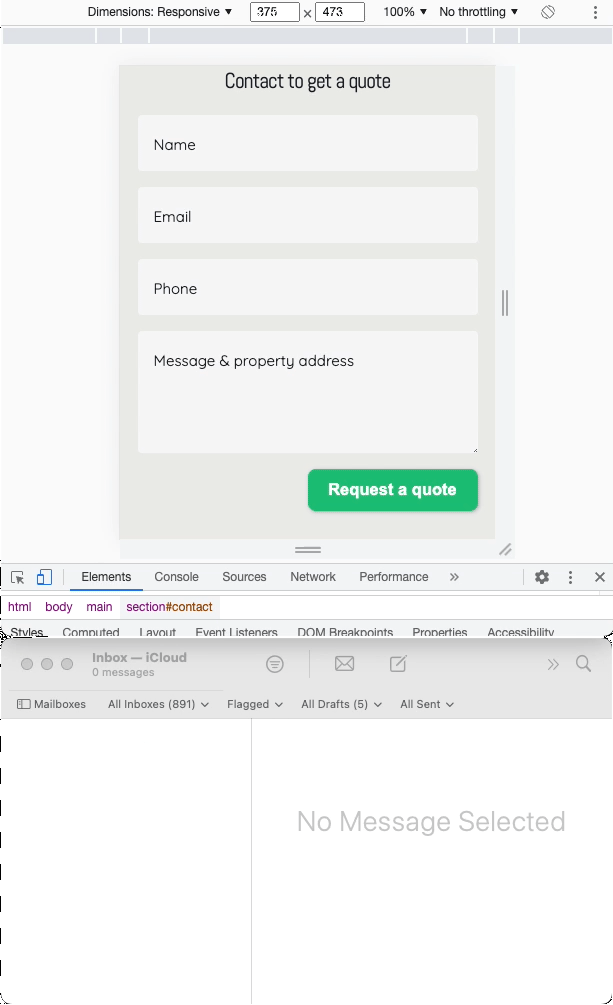 Dimensions: Responsive ▼ 375 × 473 100% ▼ No throttling ▼
Contact to get a quote
Name
Email
Phone
Message & property address
Request a quote
Elements Console Sources Network Performance »
html body main section#contact
Styles Computed Layout Event Listeners DOM Breakpoints Properties Accessibility
Inbox — iCloud
0 messages
Mailboxes All Inboxes (891) Flagged All Drafts (5) All Sent
No Message Selected